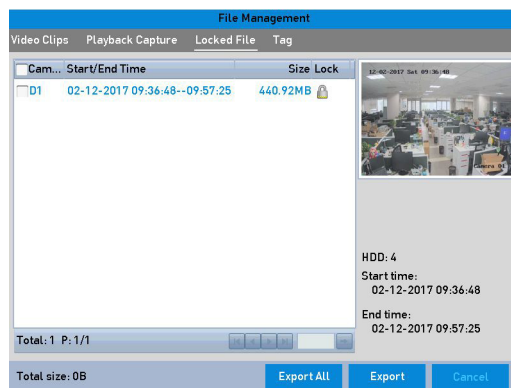 File Management
Video Clips Playback Capture Locked File Tag
Cam... Start/End Time Size Lock
D1 02-12-2017 09:36:48--09:57:25 440.92MB
12-02-2017 Sat 09:36:48
Camera 01
HDD: 4
Start time:
02-12-2017 09:36:48
End time:
02-12-2017 09:57:25
Total: 1 P: 1/1
Total size: 0B
Export All Export Cancel